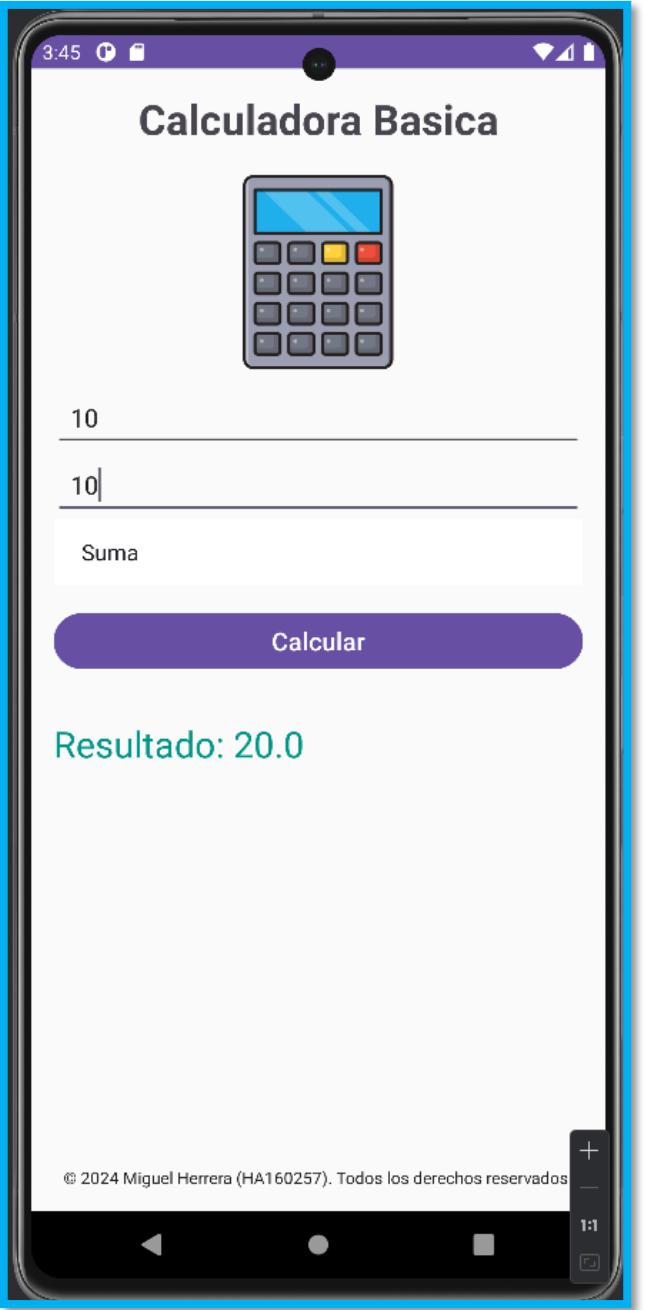 3:45
Calculadora Basica
10
10
Suma
Calcular
Resultado: 20.0
© 2024 Miguel Herrera (HA160257). Todos los derechos reservados
1:1